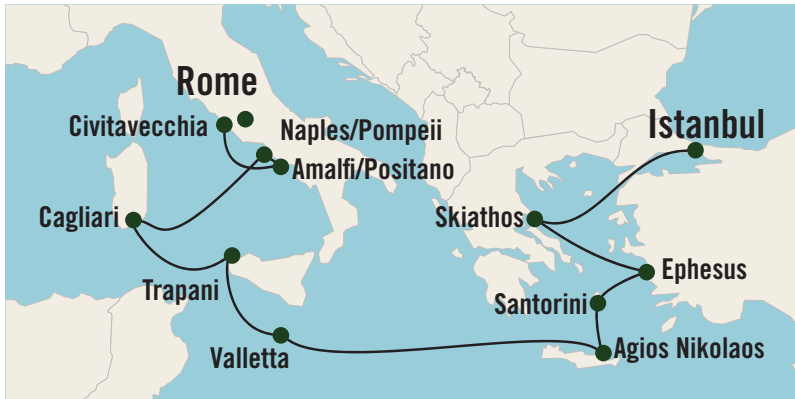 Rome
Civitavecchia
Naples/Pompeii
Istanbul
Amalfi/Positano
Cagliari
Skiathos
Ephesus
Trapani
Santorini
Valletta
Agios Nikolaos